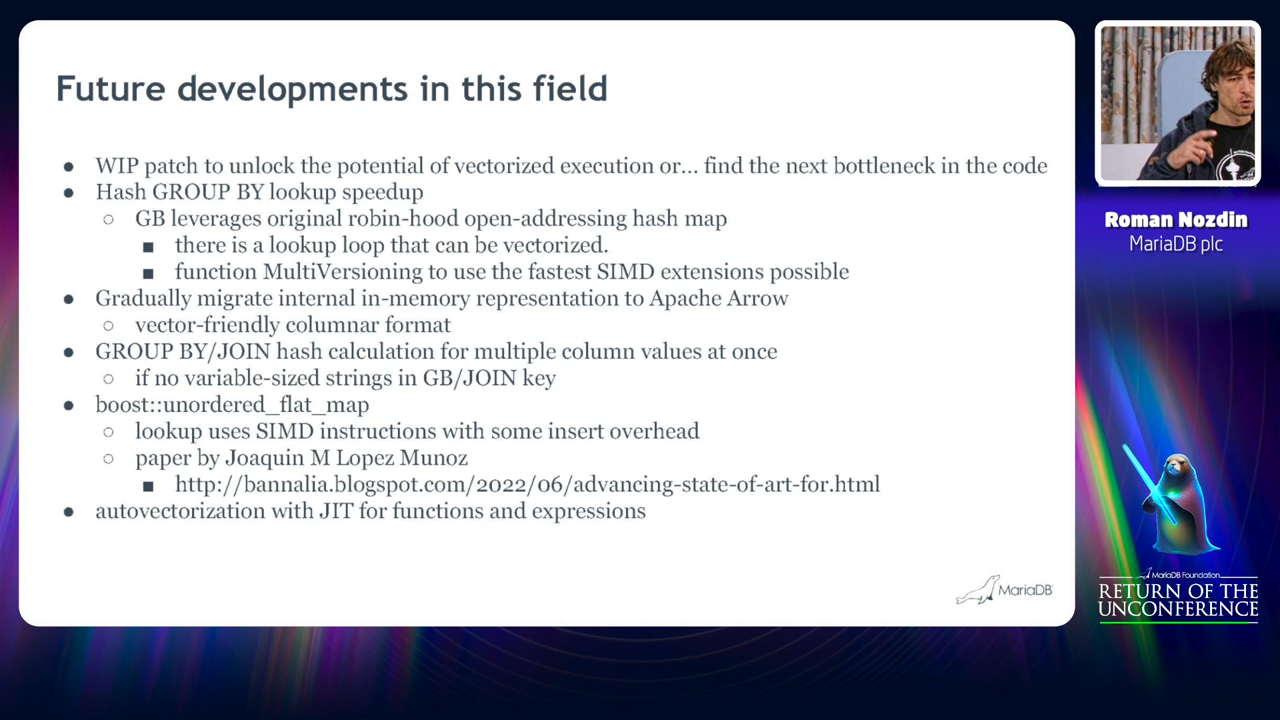 Future developments in this field
● WIP patch to unlock the potential of vectorized execution or... find the next bottleneck in the code
● Hash GROUP BY lookup speedup
○ GB leverages original robin-hood open-addressing hash map
■ there is a lookup loop that can be vectorized.
■ function MultiVersioning to use the fastest SIMD extensions possible
● Gradually migrate internal in-memory representation to Apache Arrow
○ vector-friendly columnar format
● GROUP BY/JOIN hash calculation for multiple column values at once
○ if no variable-sized strings in GB/JOIN key
● boost::unordered_flat_map
○ lookup uses SIMD instructions with some insert overhead
○ paper by Joaquin M Lopez Munoz
■ http://bannalia.blogspot.com/2022/06/advancing-state-of-art-for.html
● autovectorization with JIT for functions and expressions
MariaDB
Roman Nozdin
MariaDB plc
MariaDB Foundation
RETURN OF THE
UNCONFERENCE